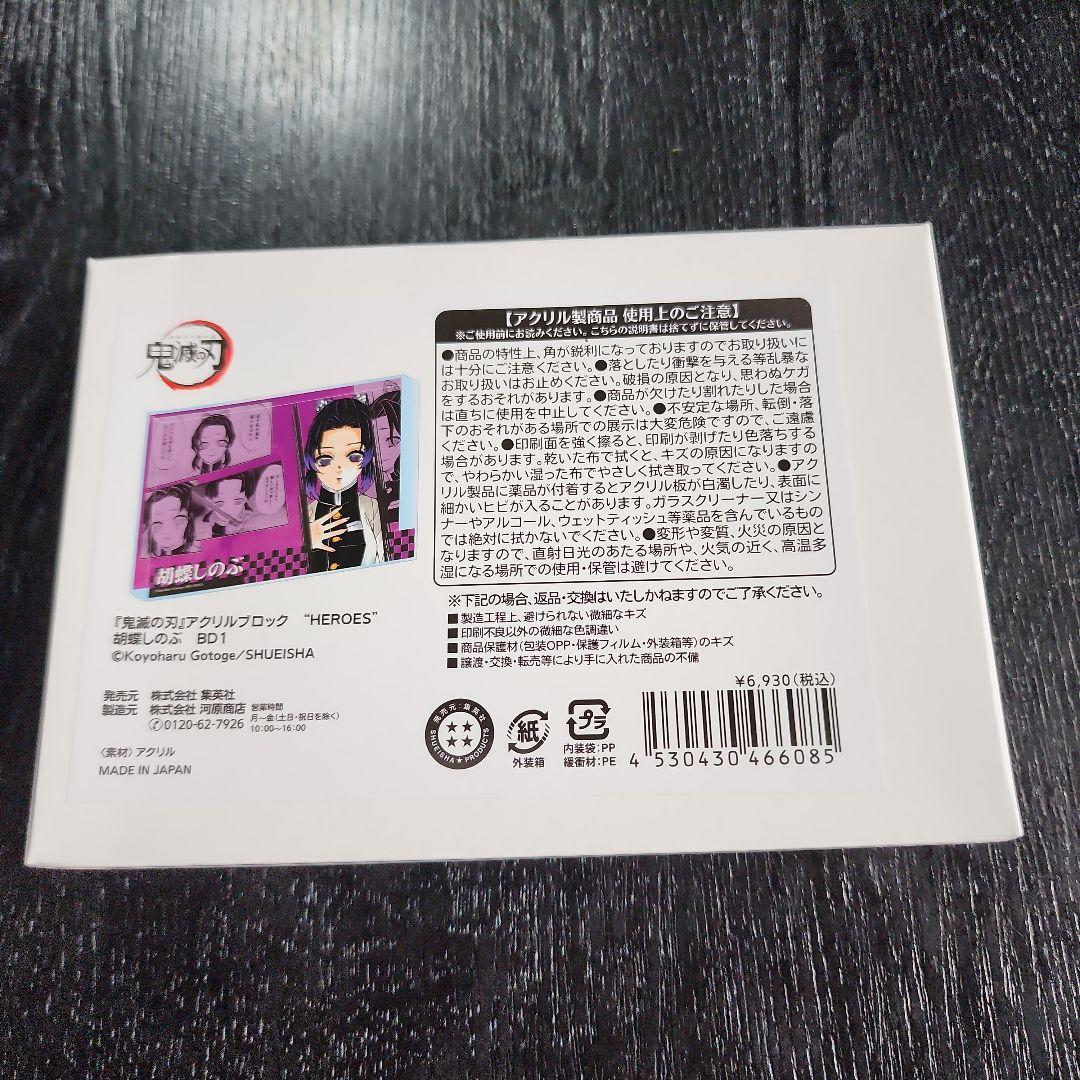 鬼滅の刃
胡蝶しのぶ
『鬼滅の刃』アクリルブロック “HEROES”
胡蝶しのぶ BD1
©Koyoharu Gotoge/SHUEISHA
発売元 株式会社 集英社
製造元 株式会社 河原商店 営業時間
✆0120-62-7926 月～金(土日・祝日を除く)
10:00～16:00
〈素材〉アクリル
MADE IN JAPAN
【アクリル製商品 使用上のご注意】
※ご使用前にお読みください。こちらの説明書は捨てずに保管してください。
●商品の特性上、角が鋭利になっておりますのでお取り扱いに
は十分にご注意ください。●落としたり衝撃を与える等乱暴な
お取り扱いはお止めください。破損の原因となり、思わぬケガ
をするおそれがあります。●商品が欠けたり割れたりした場合
は直ちに使用を中止してください。●不安定な場所、転倒・落
下のおそれがある場所での展示は大変危険ですので、ご遠慮
ください。●印刷面を強く擦ると、印刷が剥げたり色落ちする
場合があります。乾いた布で拭くと、キズの原因になりますの
で、やわらかい湿った布でやさしく拭き取ってください。●アク
リル製品に薬品が付着するとアクリル板が白濁したり、表面に
細かいヒビが入ることがあります。ガラスクリーナー又はシン
ナーやアルコール、ウェットティッシュ等薬品を含んでいるもの
では絶対に拭かないでください。●変形や変質、火災の原因と
なりますので、直射日光のあたる場所や、火気の近く、高温多
湿になる場所での使用・保管は避けてください。
※下記の場合、返品・交換はいたしかねますのでご了承ください。
■製造工程上、避けられない微細なキズ
■印刷不良以外の微細な色調違い
■商品保護材(包装OPP・保護フィルム・外装箱等)のキズ
■譲渡・交換・転売等により手に入れた商品の不備
￥6,930(税込)
発売元:集英社
SHUEISHA★PRODUCTS
紙
外装箱
プラ
内装袋:PP
緩衝材:PE
4 530430 466085